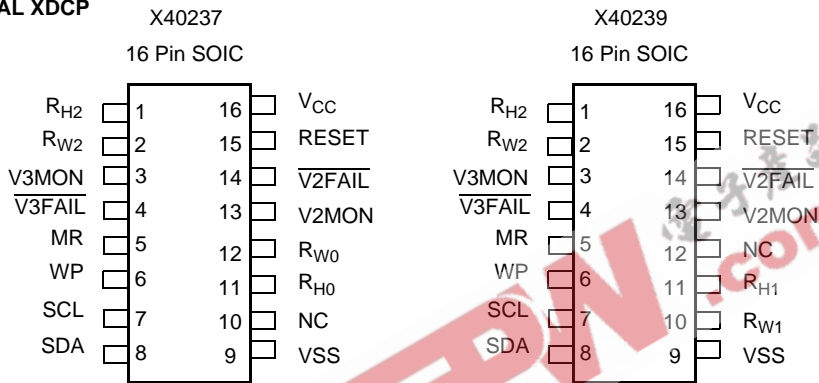 AL XDCP
X40237
16 Pin SOIC
RH2 1 16 VCC
RW2 2 15 RESET
V3MON 3 14 V2FAIL
V3FAIL 4 13 V2MON
MR 5 12 RW0
WP 6 11 RH0
SCL 7 10 NC
SDA 8 9 VSS
X40239
16 Pin SOIC
RH2 1 16 VCC
RW2 2 15 RESET
V3MON 3 14 V2FAIL
V3FAIL 4 13 V2MON
MR 5 12 NC
WP 6 11 RH1
SCL 7 10 RW1
SDA 8 9 VSS
.com